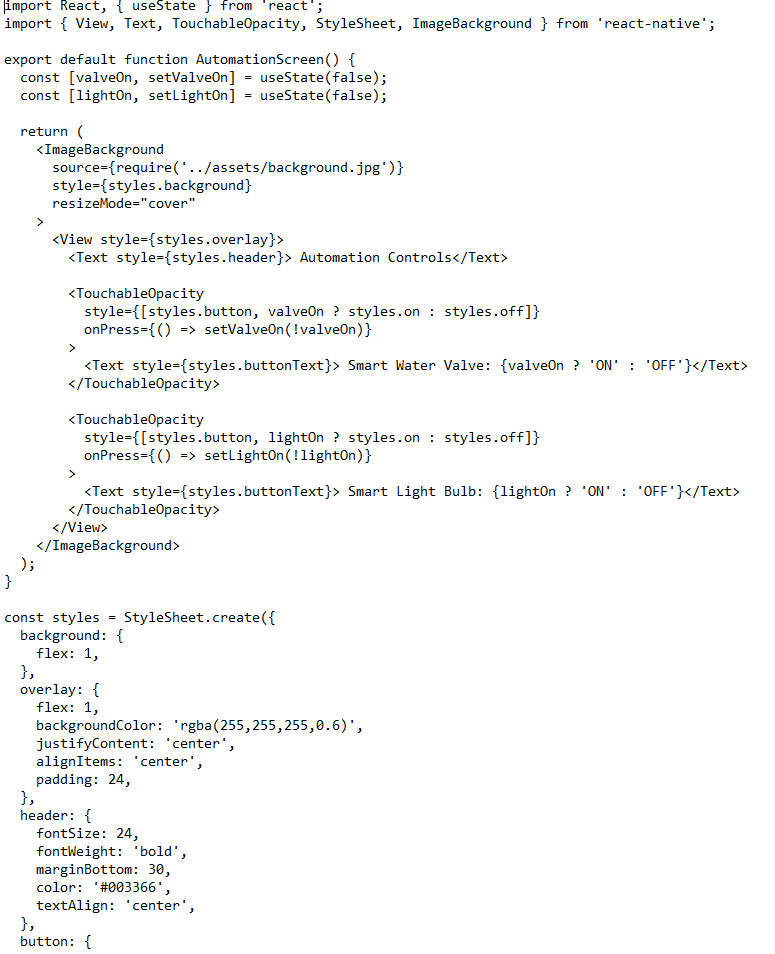 import React, { useState } from 'react';
import { View, Text, TouchableOpacity, StyleSheet, ImageBackground } from 'react-native';

export default function AutomationScreen() {
  const [valveOn, setValveOn] = useState(false);
  const [lightOn, setLightOn] = useState(false);

  return (
    <ImageBackground
      source={require('../assets/background.jpg')}
      style={styles.background}
      resizeMode="cover"
    >
      <View style={styles.overlay}>
        <Text style={styles.header}> Automation Controls</Text>

        <TouchableOpacity
          style={[styles.button, valveOn ? styles.on : styles.off]}
          onPress={() => setValveOn(!valveOn)}
        >
          <Text style={styles.buttonText}> Smart Water Valve: {valveOn ? 'ON' : 'OFF'}</Text>
        </TouchableOpacity>

        <TouchableOpacity
          style={[styles.button, lightOn ? styles.on : styles.off]}
          onPress={() => setLightOn(!lightOn)}
        >
          <Text style={styles.buttonText}> Smart Light Bulb: {lightOn ? 'ON' : 'OFF'}</Text>
        </TouchableOpacity>
      </View>
    </ImageBackground>
  );
}

const styles = StyleSheet.create({
  background: {
    flex: 1,
  },
  overlay: {
    flex: 1,
    backgroundColor: 'rgba(255,255,255,0.6)',
    justifyContent: 'center',
    alignItems: 'center',
    padding: 24,
  },
  header: {
    fontSize: 24,
    fontWeight: 'bold',
    marginBottom: 30,
    color: '#003366',
    textAlign: 'center',
  },
  button: {